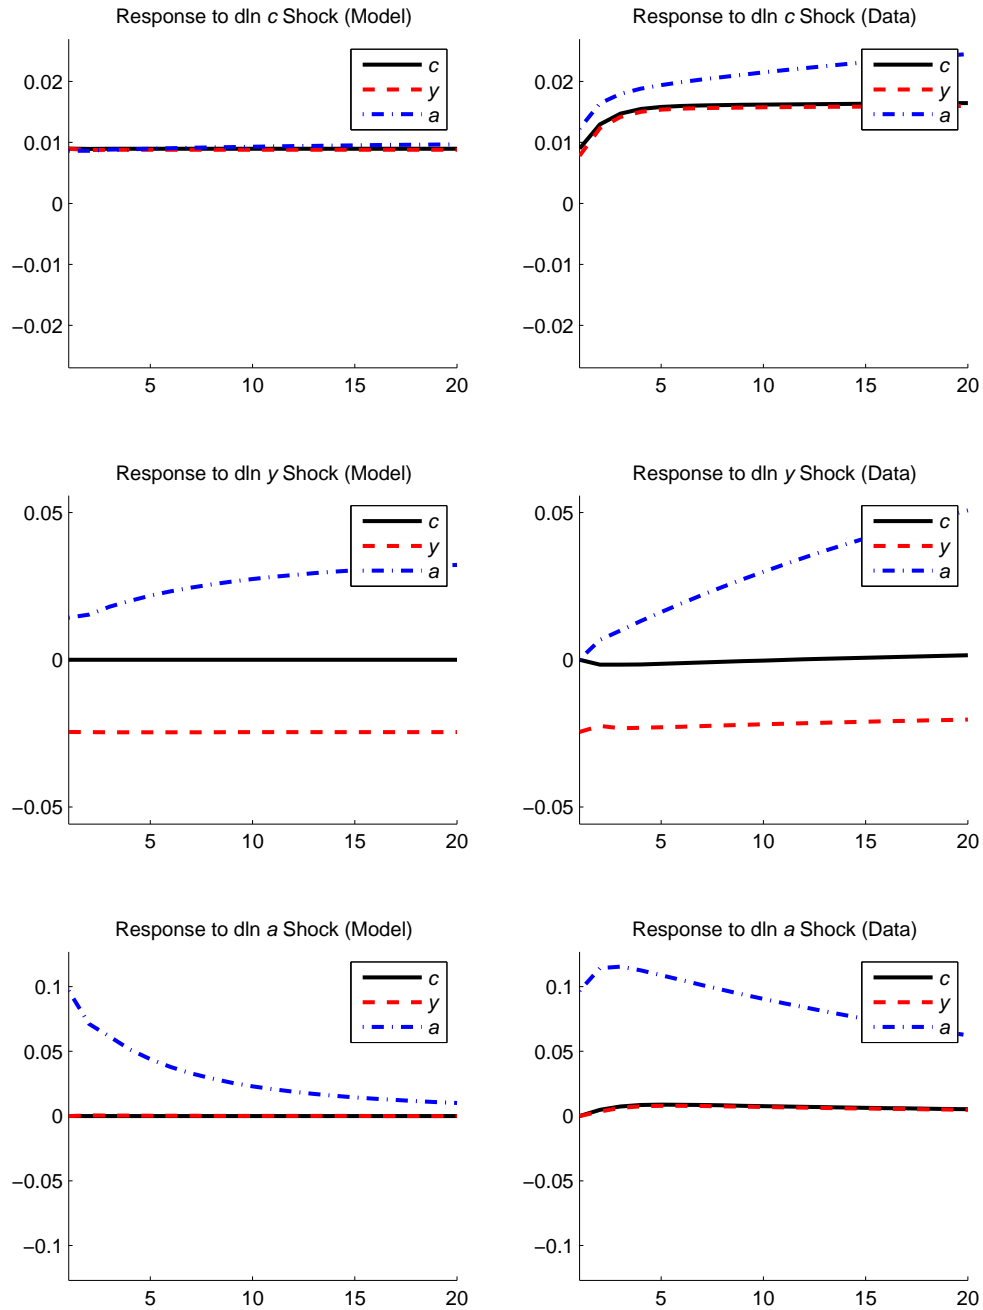 Response to dln c Shock (Model)
0.02
0.01
0
−0.01
−0.02
5
10
15
20
c
y
a
Response to dln c Shock (Data)
0.02
0.01
0
−0.01
−0.02
5
10
15
20
c
y
a
Response to dln y Shock (Model)
0.05
0
−0.05
5
10
15
20
c
y
a
Response to dln y Shock (Data)
0.05
0
−0.05
5
10
15
20
c
y
a
Response to dln a Shock (Model)
0.1
0.05
0
−0.05
−0.1
5
10
15
20
c
y
a
Response to dln a Shock (Data)
0.1
0.05
0
−0.05
−0.1
5
10
15
20
c
y
a